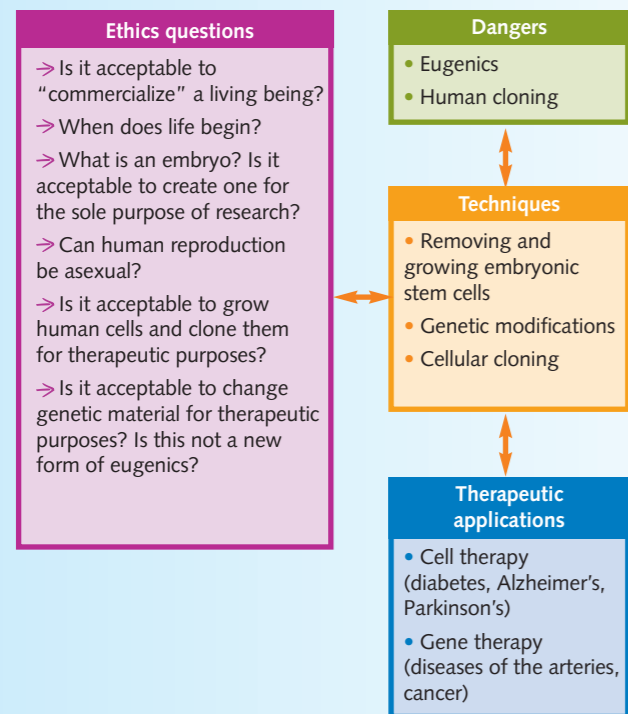 Ethics questions
→ Is it acceptable to
“commercialize” a living being?
→ When does life begin?
→ What is an embryo? Is it
acceptable to create one for
the sole purpose of research?
→ Can human reproduction
be asexual?
→ Is it acceptable to grow
human cells and clone them
for therapeutic purposes?
→ Is it acceptable to change
genetic material for therapeutic
purposes? Is this not a new
form of eugenics?
Dangers
• Eugenics
• Human cloning
Techniques
• Removing and
growing embryonic
stem cells
• Genetic modifications
• Cellular cloning
Therapeutic
applications
• Cell therapy
(diabetes, Alzheimer’s,
Parkinson’s)
• Gene therapy
(diseases of the arteries,
cancer)